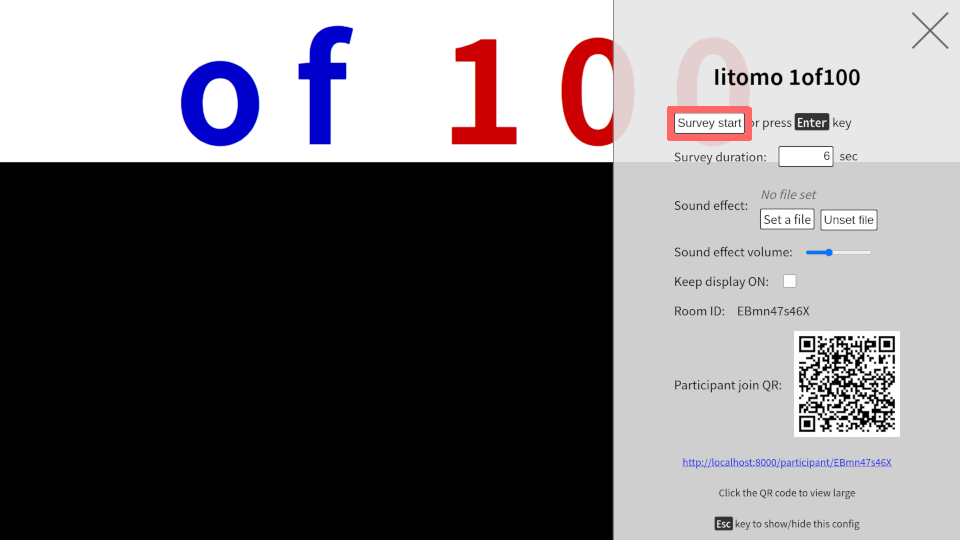 of 100
Iitomo 1of100
Survey start or press Enter key
Survey duration: 6 sec
No file set
Sound effect:
Set a file Unset file
Sound effect volume:
Keep display ON:
Room ID: EBmn47s46X
Participant join QR:
http://localhost:8000/participant/EBmn47s46X
Click the QR code to view large
Esc key to show/hide this config